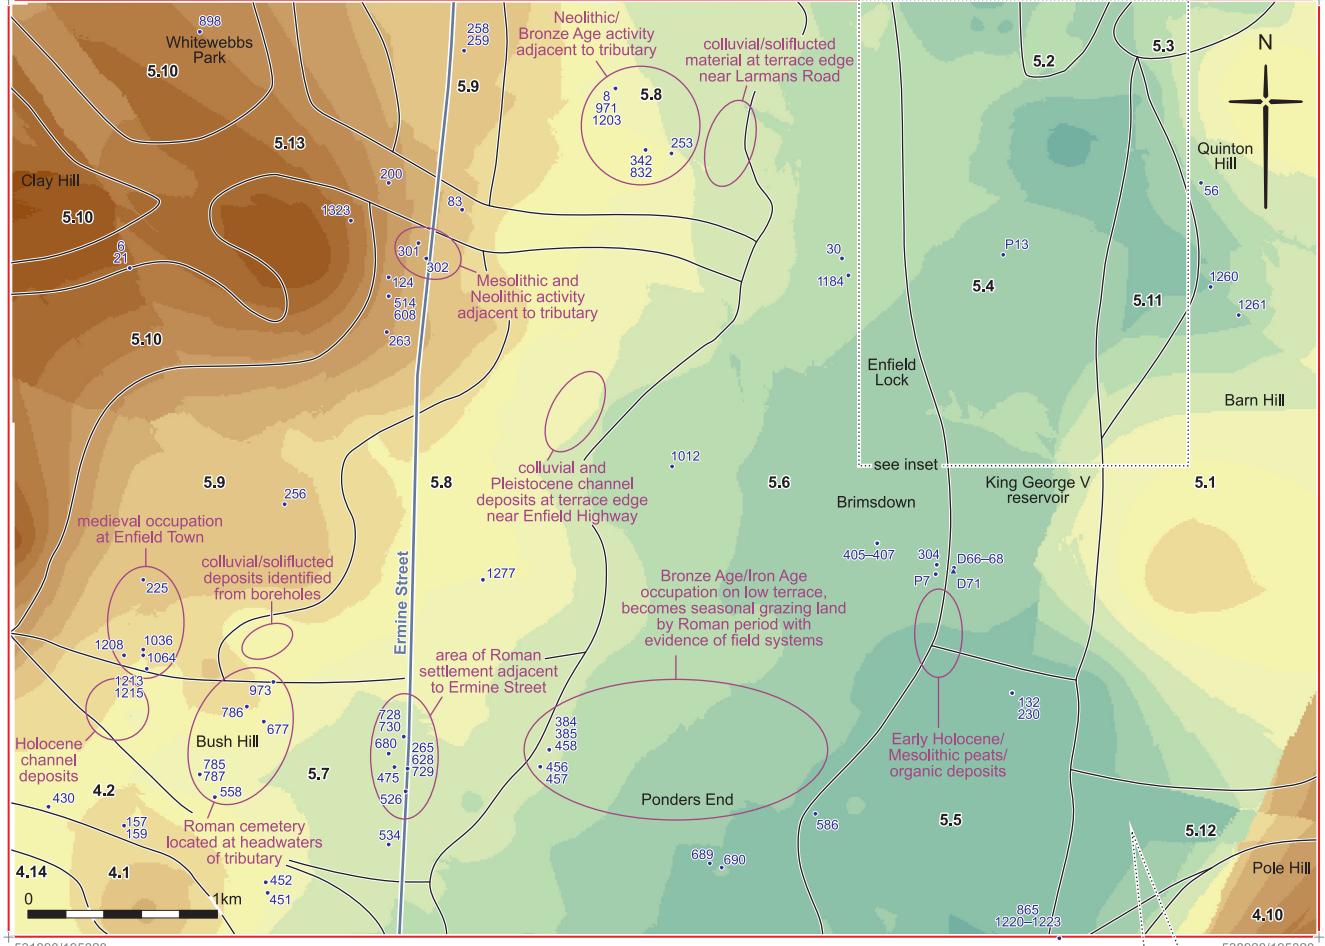 898
Whitewebbs
Park
5.10
258
259
5.9
Neolithic/
Bronze Age activity
adjacent to tributary
8
971
1203
5.8
342
832
253
colluvial/soliflucted
material at terrace edge
near Larmans Road
5.2
5.3
N
Quinton
Hill
56
5.13
Clay Hill
5.10
6
21
200
1323
83
301
302
Mesolithic and
Neolithic activity
adjacent to tributary
124
514
608
263
5.10
30
1184
P13
5.4
5.11
1260
1261
Enfield
Lock
Barn Hill
see inset
colluvial and
Pleistocene channel
deposits at terrace edge
near Enfield Highway
1012
5.6
Brimsdown
King George V
reservoir
5.1
5.9
256
5.8
medieval occupation
at Enfield Town
225
1208
1036
1064
colluvial/soliflucted
deposits identified
from boreholes
Ermine Street
1277
405–407
304
P7
D66–68
D71
Bronze Age/Iron Age
occupation on low terrace,
becomes seasonal grazing land
by Roman period with
evidence of field systems
area of Roman
settlement adjacent
to Ermine Street
1213
1215
973
786
677
Bush Hill
785
787
558
Holocene
channel
deposits
4.2
430
157
159
Roman cemetery
located at headwaters
of tributary
5.7
728
730
680
265
628
729
475
526
534
384
385
458
456
457
Ponders End
Early Holocene/
Mesolithic peats/
organic deposits
132
230
586
5.5
5.12
689
690
Pole Hill
4.10
865
1220–1223
4.14
4.1
452
451
0
1km